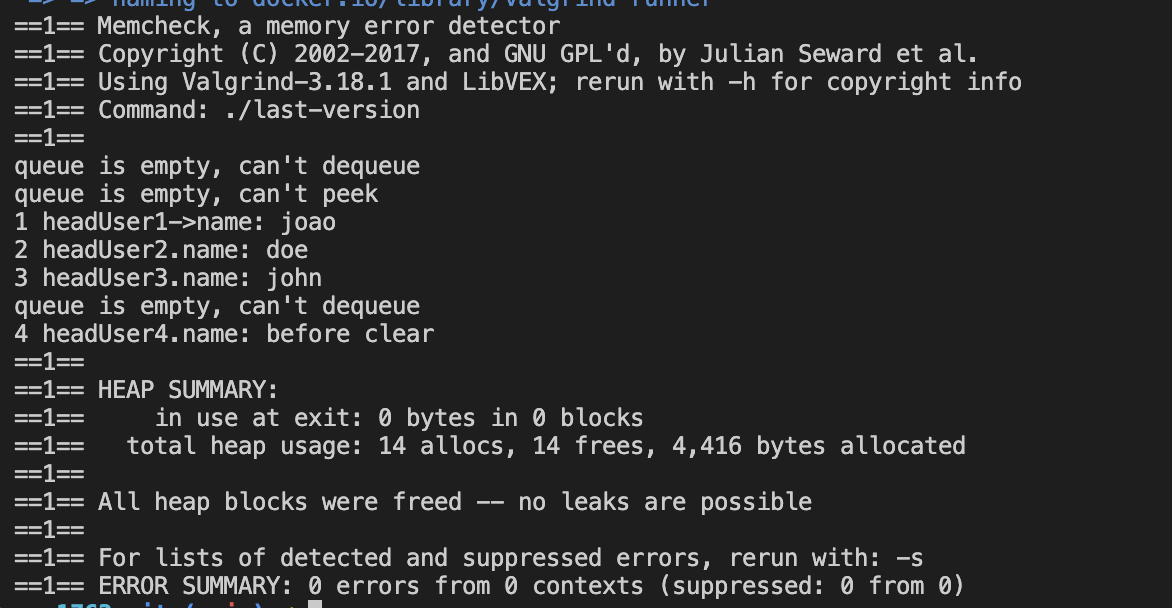 => => naming to docker.io/library/valgrind-runner
==1== Memcheck, a memory error detector
==1== Copyright (C) 2002-2017, and GNU GPL'd, by Julian Seward et al.
==1== Using Valgrind-3.18.1 and LibVEX; rerun with -h for copyright info
==1== Command: ./last-version
==1==
queue is empty, can't dequeue
queue is empty, can't peek
1 headUser1->name: joao
2 headUser2.name: doe
3 headUser3.name: john
queue is empty, can't dequeue
4 headUser4.name: before clear
==1==
==1== HEAP SUMMARY:
==1==     in use at exit: 0 bytes in 0 blocks
==1==   total heap usage: 14 allocs, 14 frees, 4,416 bytes allocated
==1==
==1== All heap blocks were freed -- no leaks are possible
==1==
==1== For lists of detected and suppressed errors, rerun with: -s
==1== ERROR SUMMARY: 0 errors from 0 contexts (suppressed: 0 from 0)